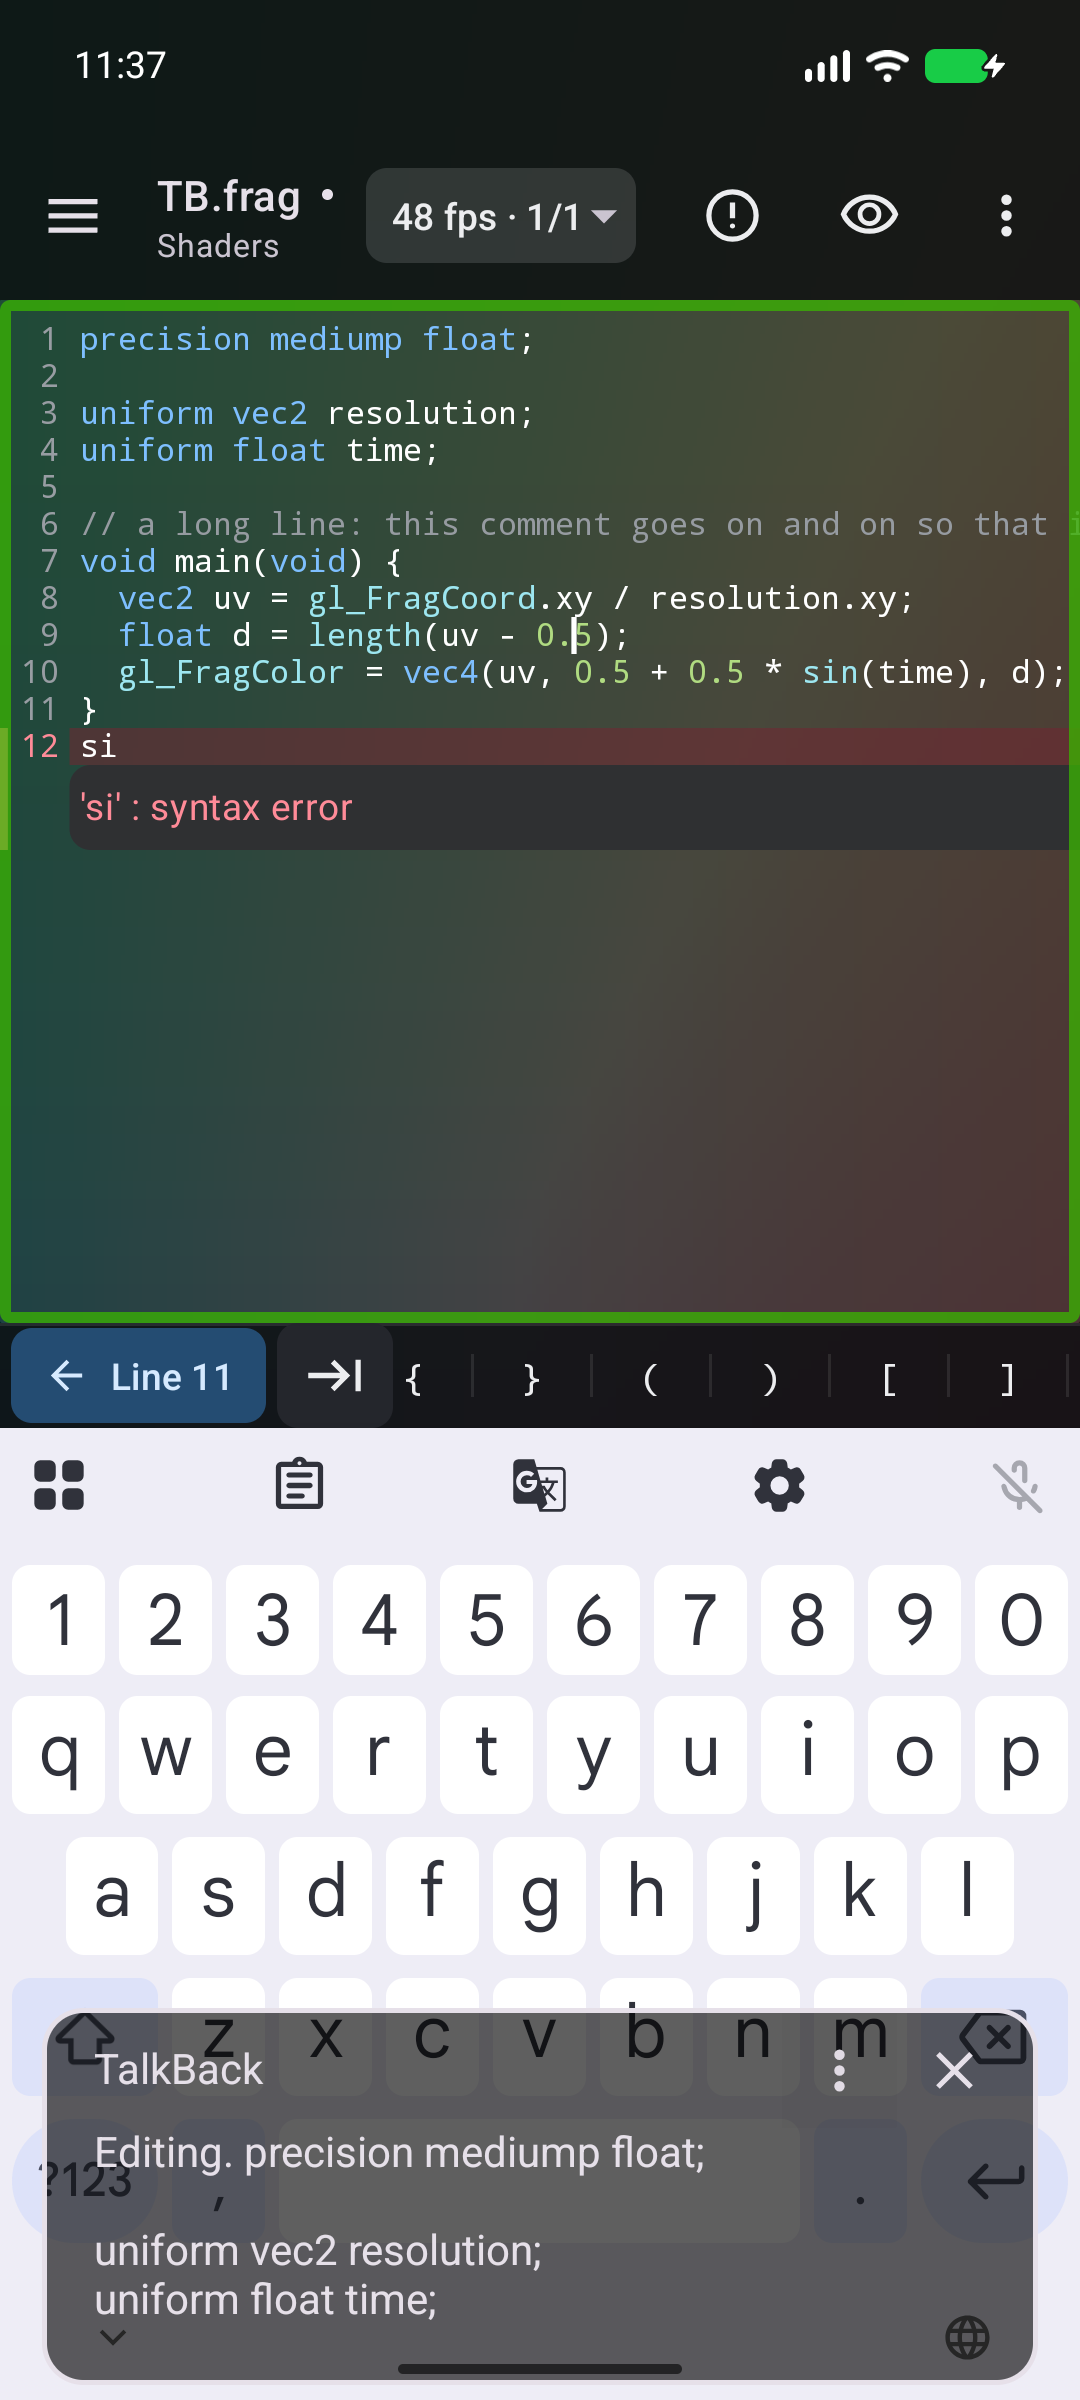 11:37
TB.frag •
Shaders
48 fps · 1/1
1 precision mediump float;
2
3 uniform vec2 resolution;
4 uniform float time;
5
6 // a long line: this comment goes on and on so that i
7 void main(void) {
8   vec2 uv = gl_FragCoord.xy / resolution.xy;
9   float d = length(uv - 0.5);
10   gl_FragColor = vec4(uv, 0.5 + 0.5 * sin(time), d);
11 }
12 si
'si' : syntax error
← Line 11 { } ( ) [ ]
1 2 3 4 5 6 7 8 9 0
q w e r t y u i o p
a s d f g h j k l
z x c v b n m
TalkBack
?123 , .
Editing. precision mediump float;
uniform vec2 resolution;
uniform float time;